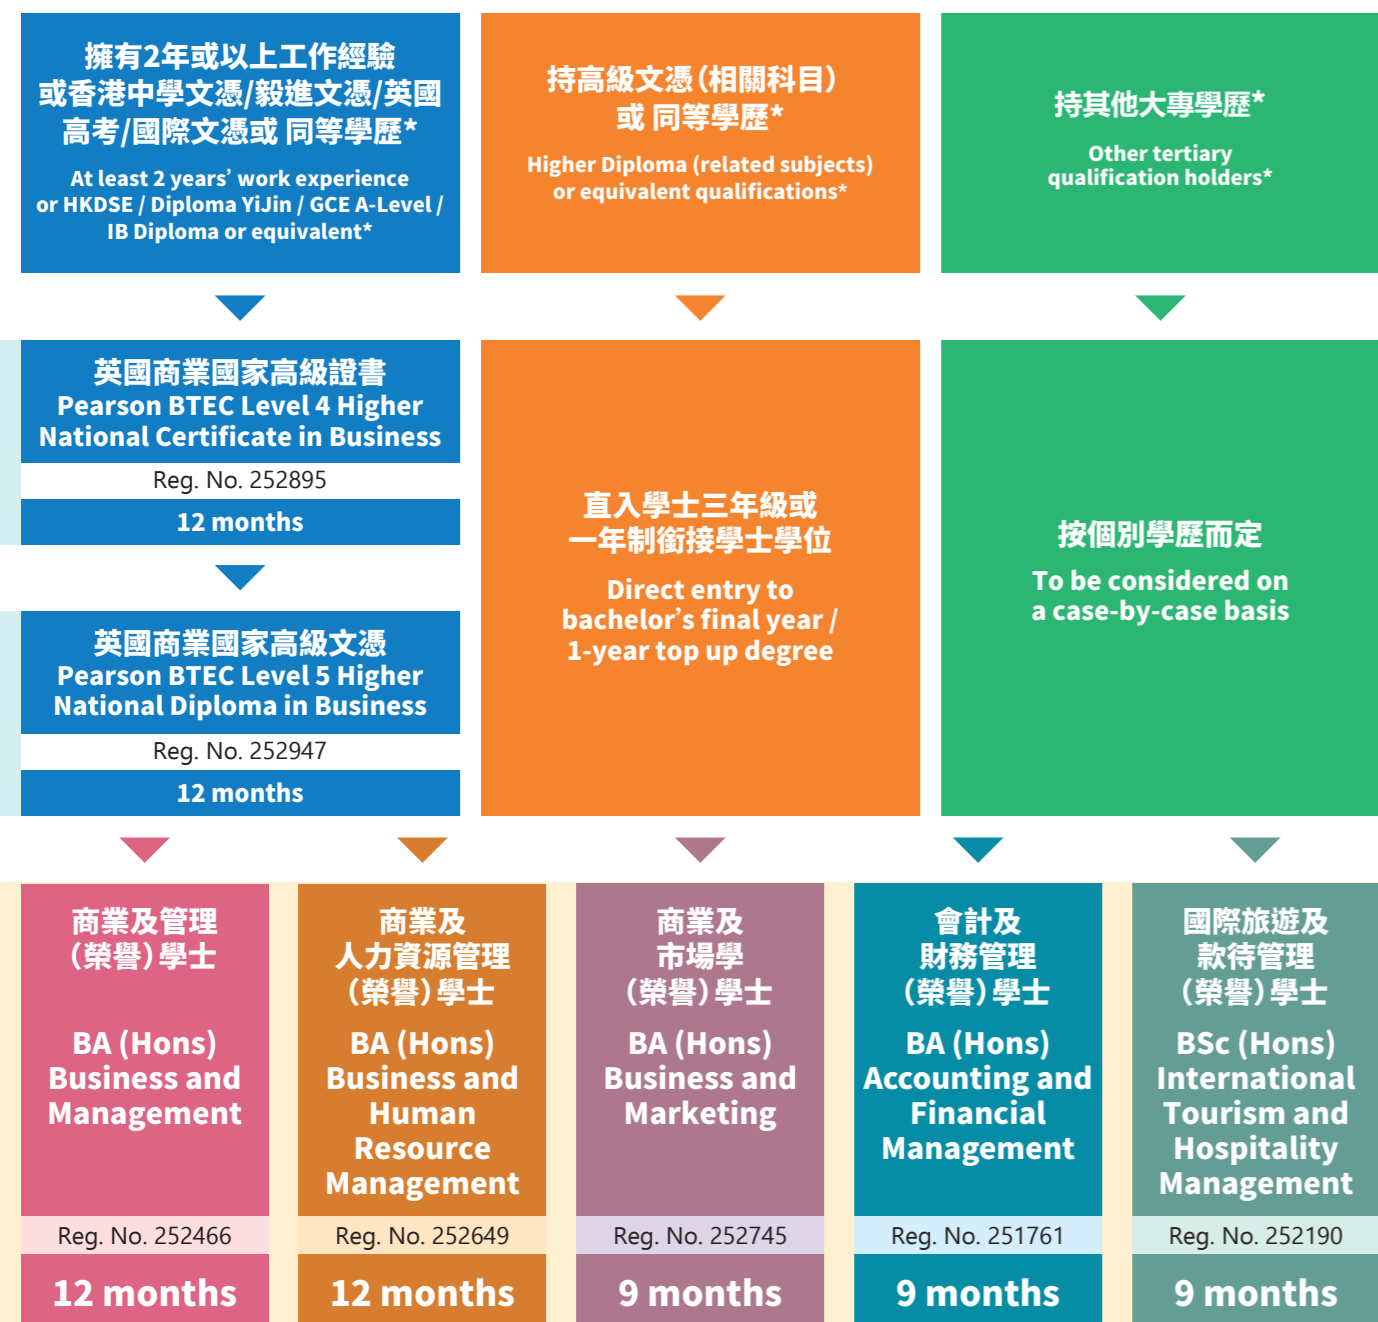 擁有2年或以上工作經驗
或香港中學文憑/毅進文憑/英國
高考/國際文憑或 同等學歷*
At least 2 years’ work experience
or HKDSE / Diploma YiJin / GCE A-Level /
IB Diploma or equivalent*
持高級文憑（相關科目）
或 同等學歷*
Higher Diploma (related subjects)
or equivalent qualifications*
持其他大專學歷*
Other tertiary
qualification holders*
英國商業國家高級證書
Pearson BTEC Level 4 Higher
National Certificate in Business
Reg. No. 252895
12 months
英國商業國家高級文憑
Pearson BTEC Level 5 Higher
National Diploma in Business
Reg. No. 252947
12 months
直入學士三年級或
一年制銜接學士學位
Direct entry to
bachelor’s final year /
1-year top up degree
按個別學歷而定
To be considered on
a case-by-case basis
商業及管理
（榮譽）學士
BA (Hons)
Business and
Management
Reg. No. 252466
12 months
商業及
人力資源管理
（榮譽）學士
BA (Hons)
Business and
Human
Resource
Management
Reg. No. 252649
12 months
商業及
市場學
（榮譽）學士
BA (Hons)
Business and
Marketing
Reg. No. 252745
9 months
會計及
財務管理
（榮譽）學士
BA (Hons)
Accounting and
Financial
Management
Reg. No. 251761
9 months
國際旅遊及
款待管理
（榮譽）學士
BSc (Hons)
International
Tourism and
Hospitality
Management
Reg. No. 252190
9 months